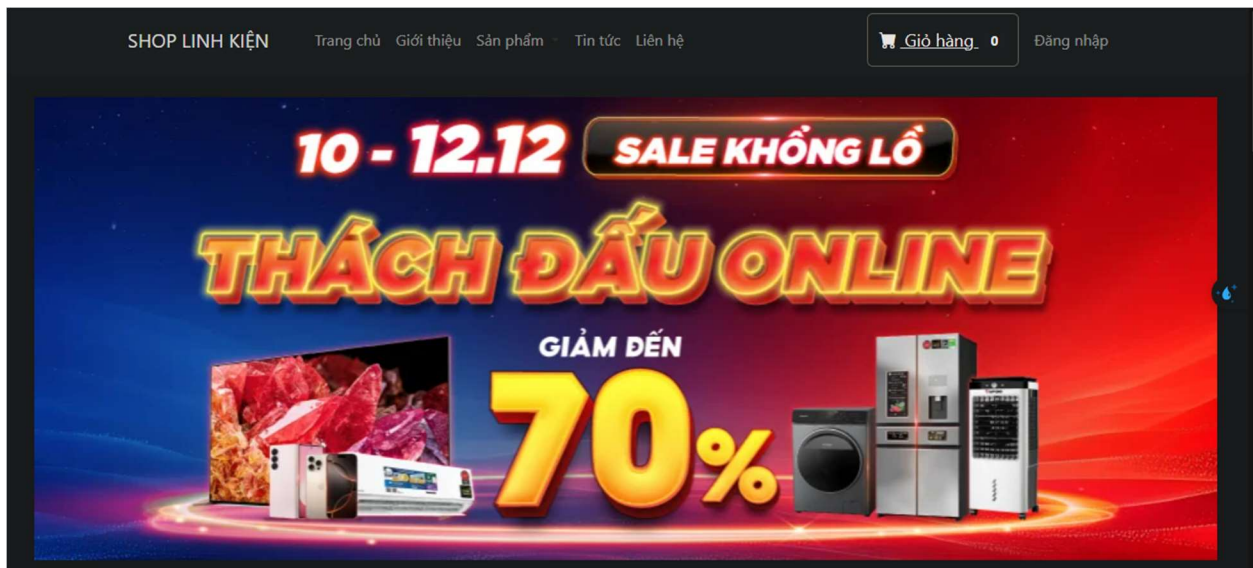 SHOP LINH KIỆN Trang chủ Giới thiệu Sản phẩm Tin tức Liên hệ Giỏ hàng 0 Đăng nhập
10 - 12.12 SALE KHỔNG LỒ
THÁCH ĐẤU ONLINE
GIẢM ĐẾN
70%